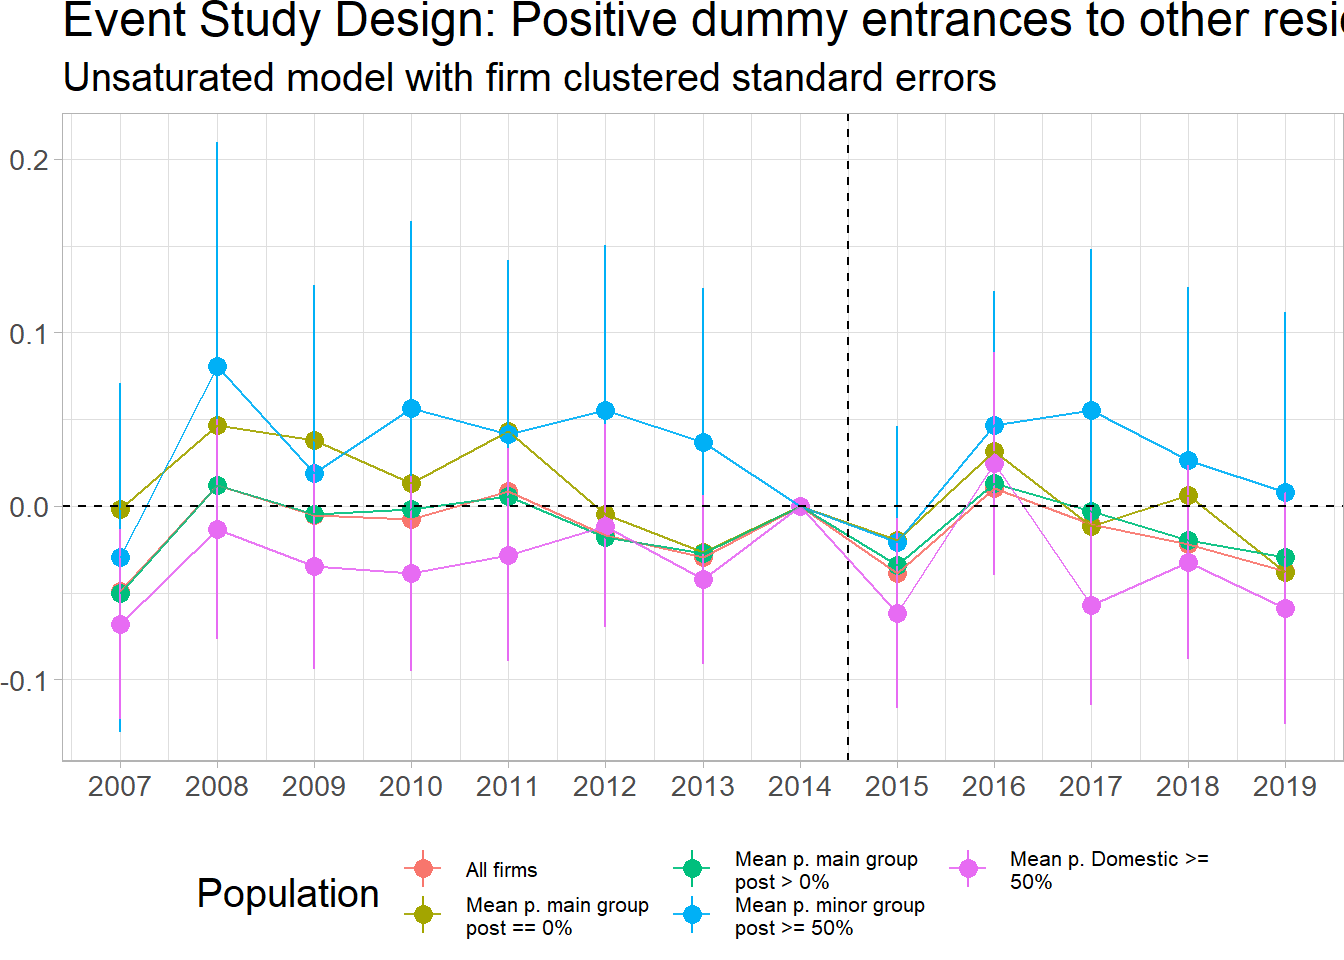 Event Study Design: Positive dummy entrances to other resi
Unsaturated model with firm clustered standard errors
0.2
0.1
0.0
-0.1
2007 2008 2009 2010 2011 2012 2013 2014 2015 2016 2017 2018 2019
Population
All firms
Mean p. main group
post == 0%
Mean p. main group
post > 0%
Mean p. minor group
post >= 50%
Mean p. Domestic >=
50%